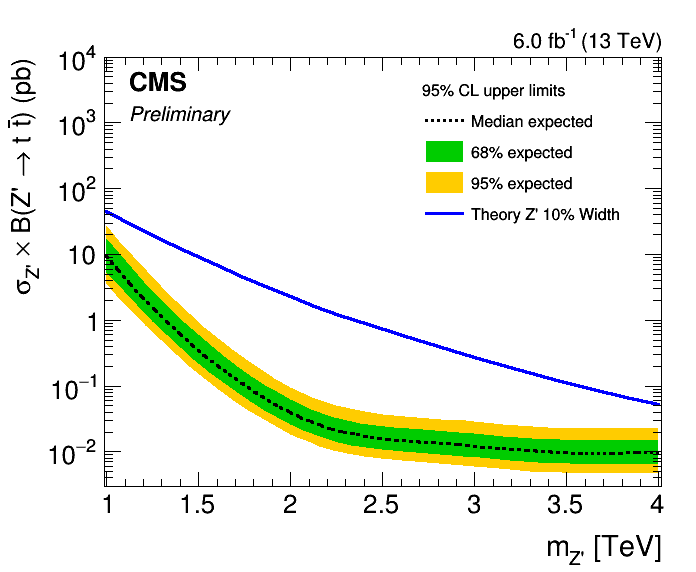 6.0 fb⁻¹ (13 TeV)
CMS
Preliminary
95% CL upper limits
Median expected
68% expected
95% expected
Theory Z' 10% Width
σ_Z' × B(Z' → t t̄) (pb)
10⁴
10³
10²
10
1
10⁻¹
10⁻²
1 1.5 2 2.5 3 3.5 4
m_Z' [TeV]